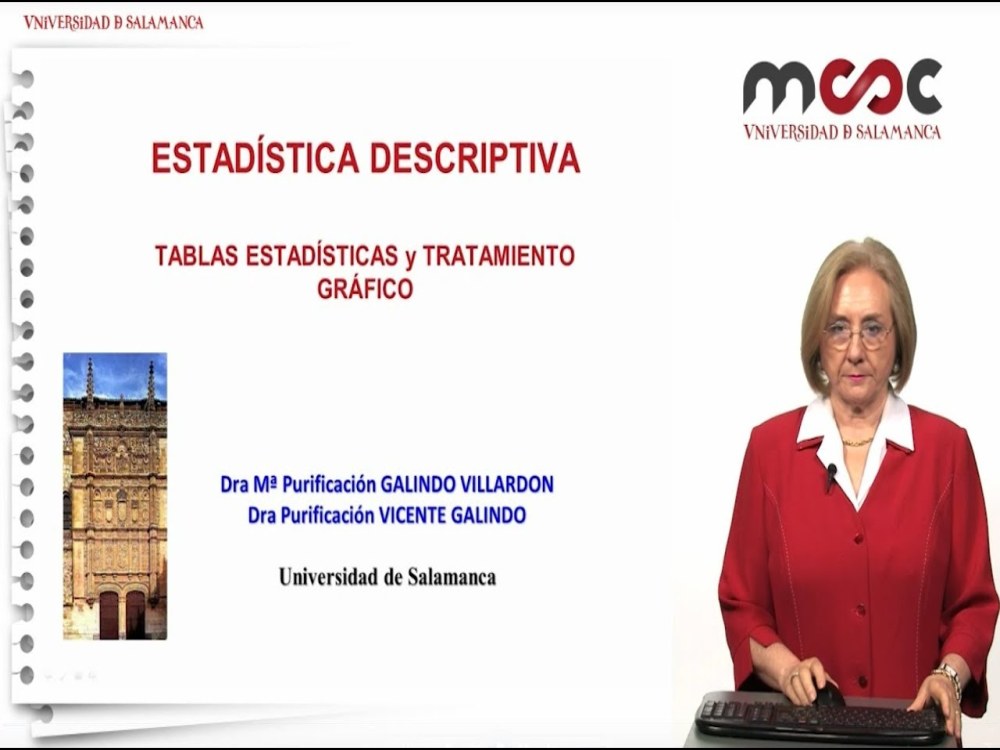 VNiVERSiDAD Ð SALAMANCA
mooc
VNiVERSiDAD Ð SALAMANCA
ESTADÍSTICA DESCRIPTIVA
TABLAS ESTADÍSTICAS y TRATAMIENTO
GRÁFICO
Dra Mª Purificación GALINDO VILLARDON
Dra Purificación VICENTE GALINDO
Universidad de Salamanca